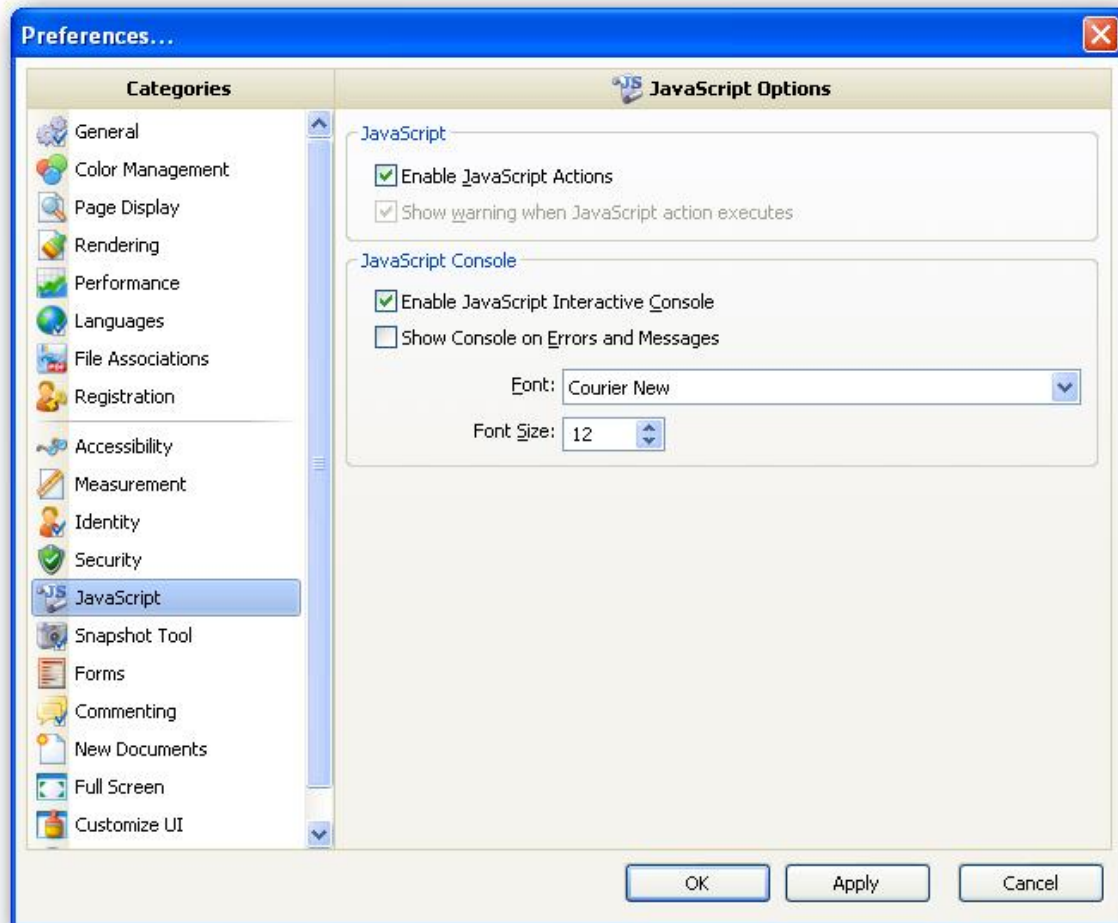 Preferences...
Categories
JavaScript Options
General
Color Management
Page Display
Rendering
Performance
Languages
File Associations
Registration
Accessibility
Measurement
Identity
Security
JavaScript
Snapshot Tool
Forms
Commenting
New Documents
Full Screen
Customize UI
JavaScript
Enable JavaScript Actions
Show warning when JavaScript action executes
JavaScript Console
Enable JavaScript Interactive Console
Show Console on Errors and Messages
Font: Courier New
Font Size: 12
OK Apply Cancel